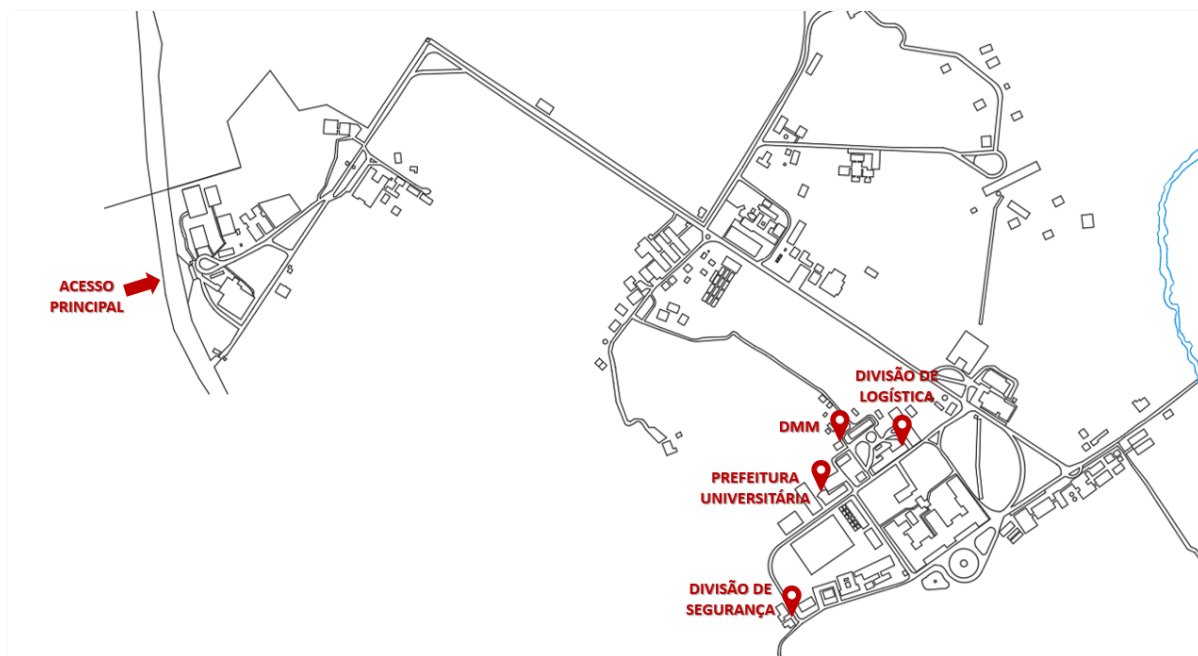 ACESSO
PRINCIPAL
DIVISÃO DE
LOGÍSTICA
DMM
PREFEITURA
UNIVERSITÁRIA
DIVISÃO DE
SEGURANÇA